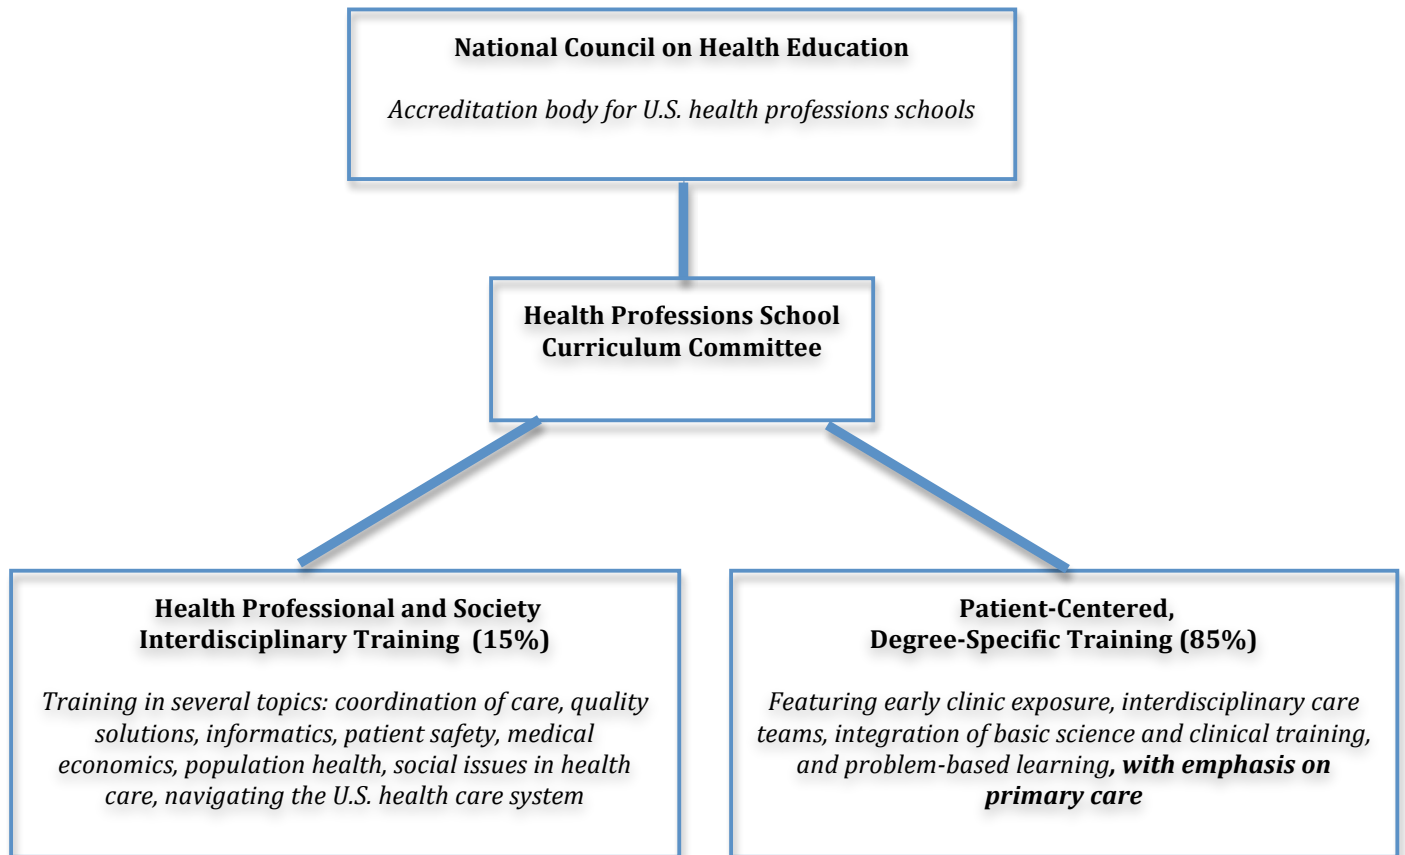 National Council on Health Education
Accreditation body for U.S. health professions schools
Health Professions School
Curriculum Committee
Health Professional and Society
Interdisciplinary Training (15%)
Training in several topics: coordination of care, quality
solutions, informatics, patient safety, medical
economics, population health, social issues in health
care, navigating the U.S. health care system
Patient-Centered,
Degree-Specific Training (85%)
Featuring early clinic exposure, interdisciplinary care
teams, integration of basic science and clinical training,
and problem-based learning, with emphasis on
primary care